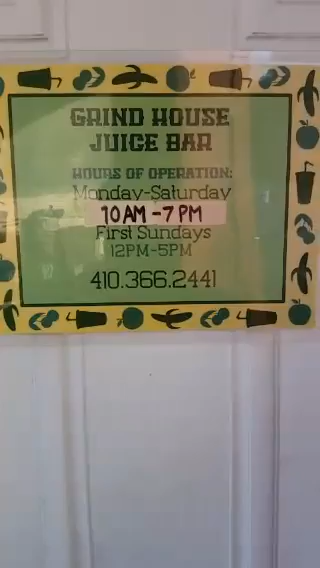 GRIND HOUSE
JUICE BAR
HOURS OF OPERATION:
Monday-Saturday
10AM-7PM
First Sundays
12PM-5PM
410.366.2441